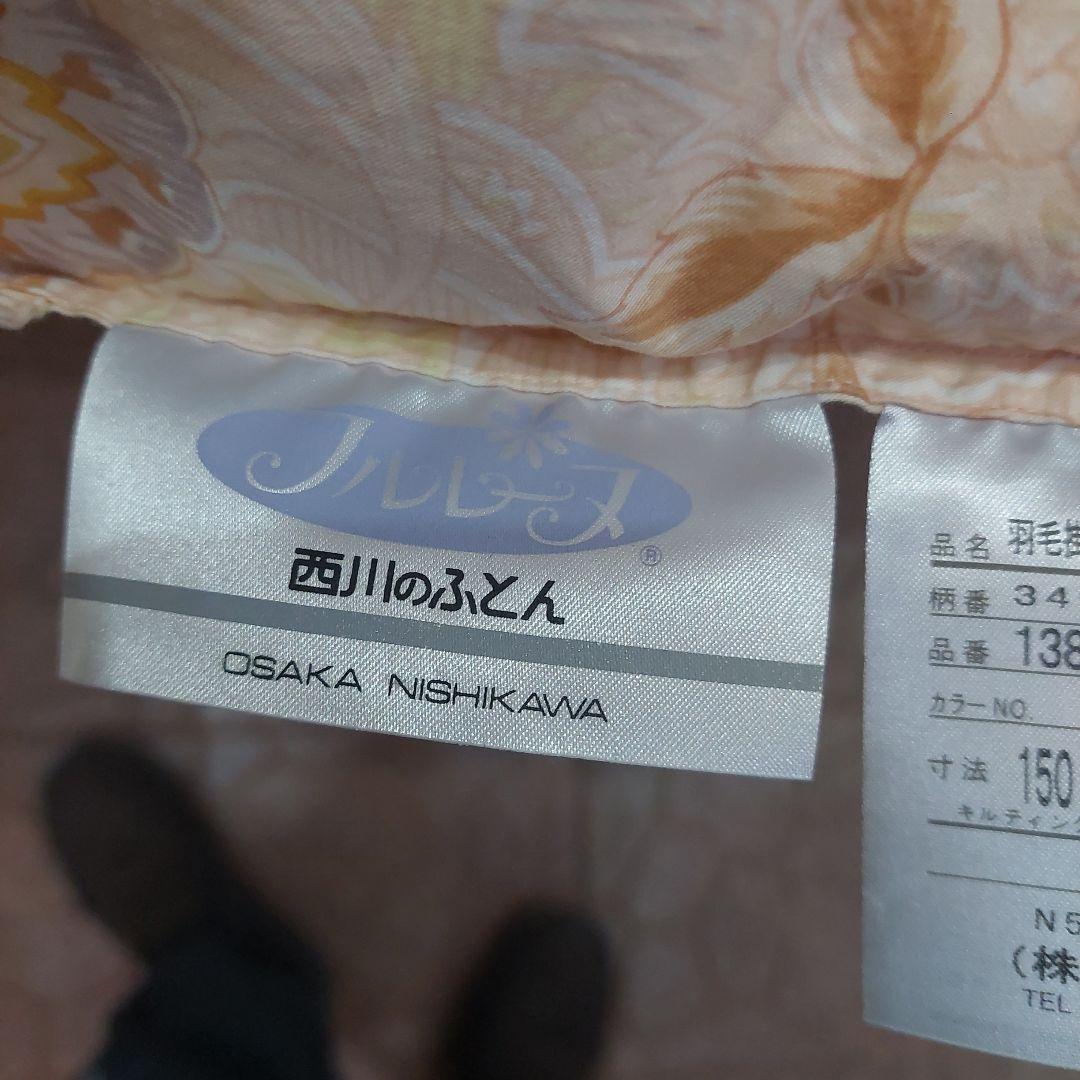 ノルレーヌ
®
西川のふとん
OSAKA NISHIKAWA
品名 羽毛掛
柄番 34
品番 138
カラーNO.
寸法 150
キルティング
N5
(株
TEL